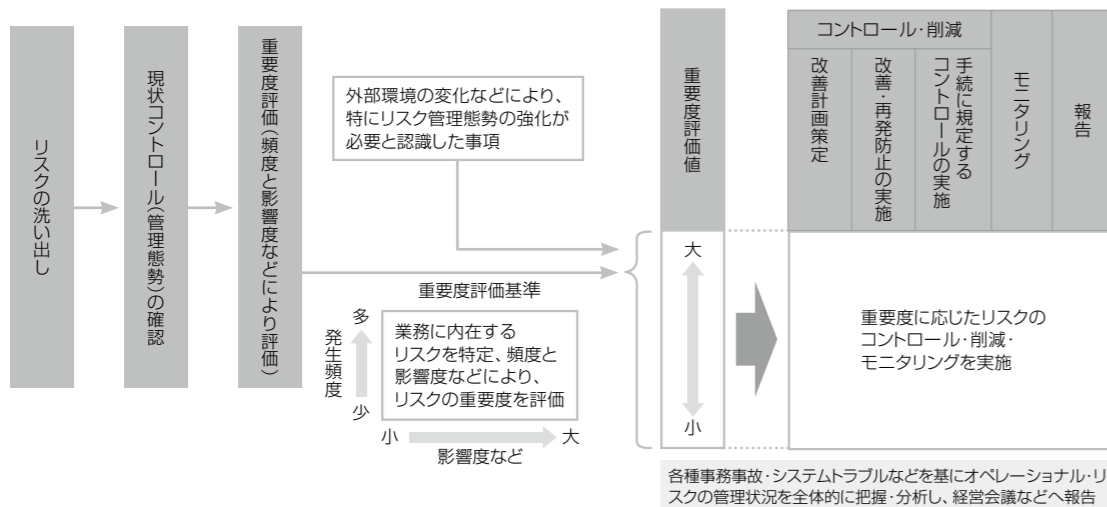 リスクの洗い出し
現状コントロール(管理態勢)の確認
重要度評価(頻度と影響度などにより評価)
外部環境の変化などにより、
特にリスク管理態勢の強化が
必要と認識した事項
重要度評価基準
多
発生頻度
少
業務に内在する
リスクを特定、頻度と
影響度などにより、
リスクの重要度を評価
小
大
影響度など
重要度評価値
大
小
コントロール・削減
改善計画策定
改善・再発防止の実施
手続に規定する
コントロールの実施
モニタリング
報告
重要度に応じたリスクの
コントロール・削減・
モニタリングを実施
各種事務事故・システムトラブルなどを基にオペレーショナル・リ
スクの管理状況を全体的に把握・分析し、経営会議などへ報告